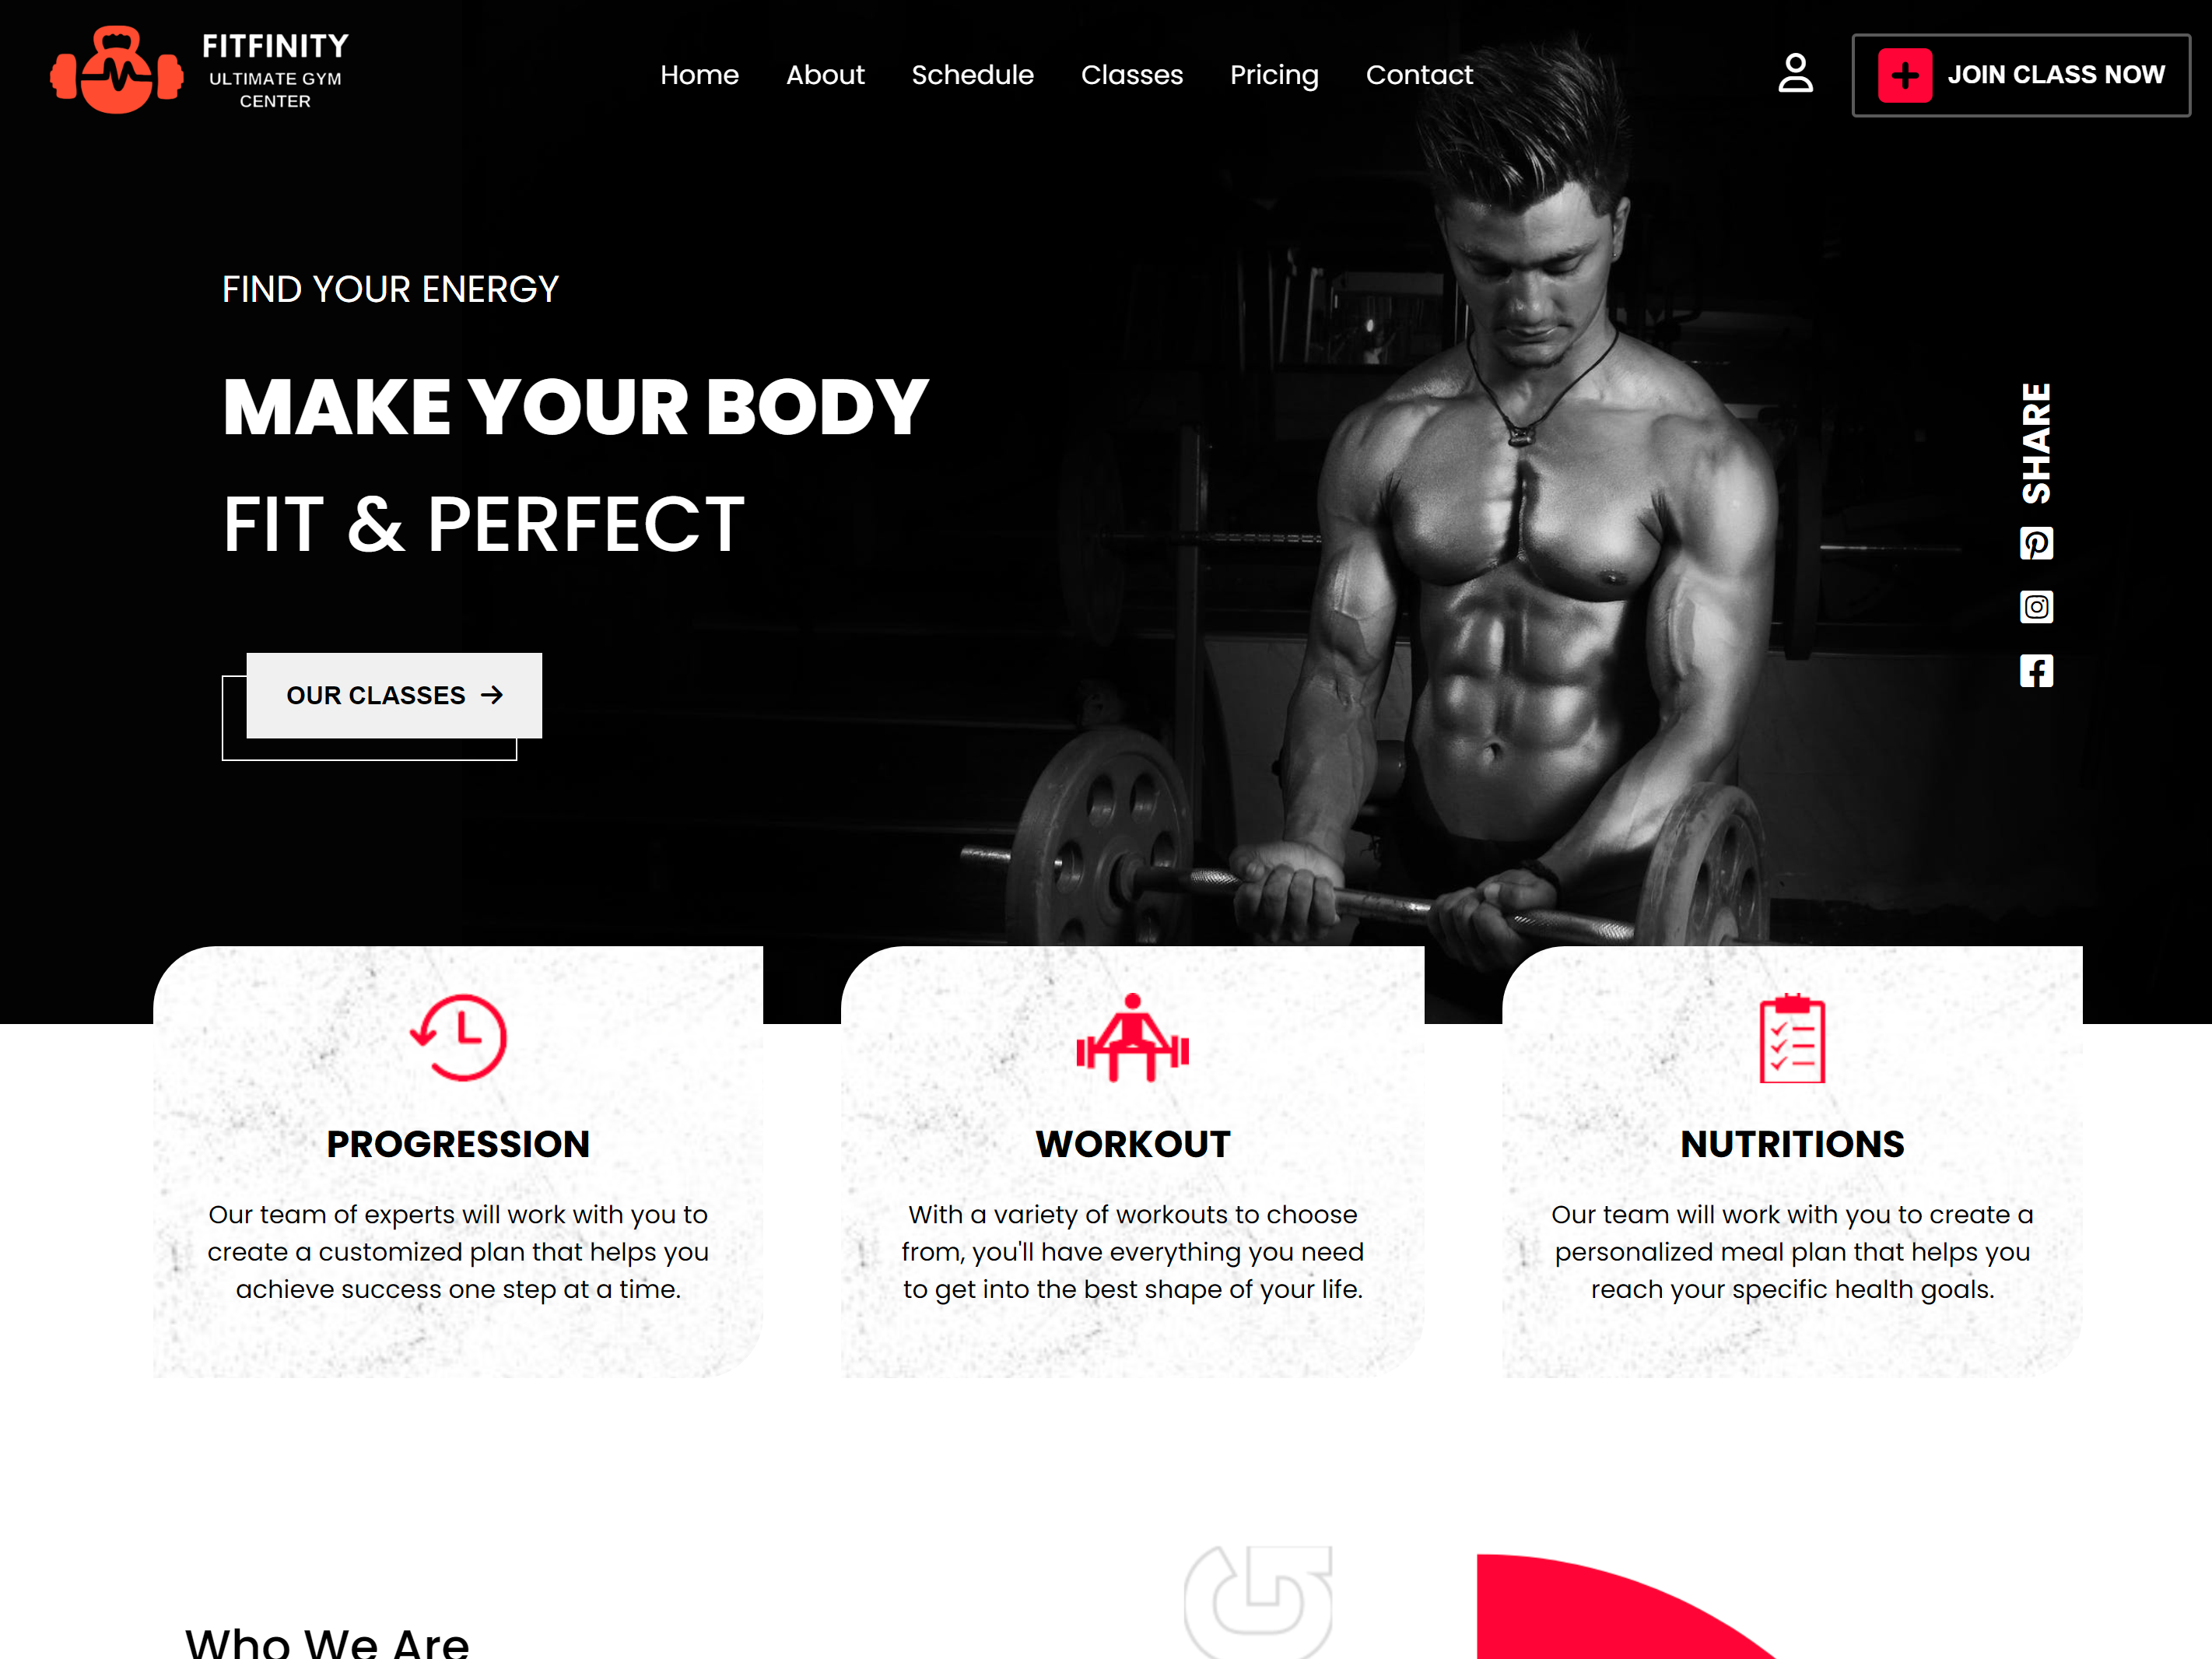 FITFINITY
ULTIMATE GYM
CENTER
Home About Schedule Classes Pricing Contact
JOIN CLASS NOW
FIND YOUR ENERGY
MAKE YOUR BODY
FIT & PERFECT
OUR CLASSES
SHARE
PROGRESSION
Our team of experts will work with you to
create a customized plan that helps you
achieve success one step at a time.
WORKOUT
With a variety of workouts to choose
from, you'll have everything you need
to get into the best shape of your life.
NUTRITIONS
Our team will work with you to create a
personalized meal plan that helps you
reach your specific health goals.
Who We Are
G